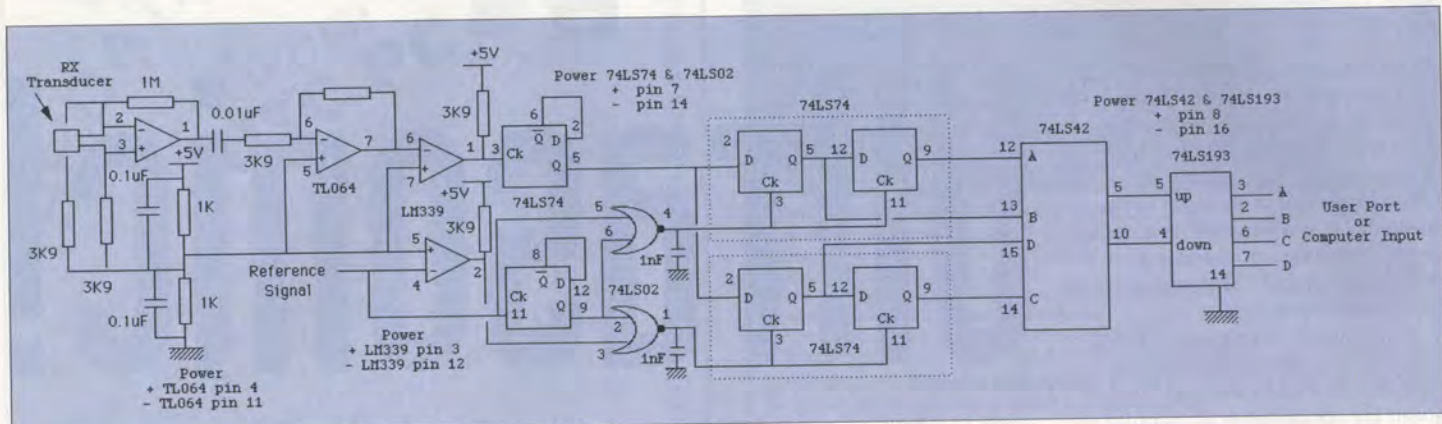 RX
Transducer
1M
2
3
1
+5V
0.01uF
3K9
0.1uF
1K
3K9
3K9
0.1uF
1K
Power
+ TL064 pin 4
- TL064 pin 11
6
5
7
TL064
Reference
Signal
+5V
3K9
6
7
1
LM339
+5V
3K9
5
4
2
Power
+ LM339 pin 3
- LM339 pin 12
3
Ck
6
Q
D
2
Q
5
74LS74
8
Q
D
12
Ck
11
Q
9
Power 74LS74 & 74LS02
+ pin 7
- pin 14
5
6
4
1nF
74LS02
2
3
1
1nF
74LS74
2
D
Q
5
Ck
3
12
D
Q
9
Ck
11
2
D
Q
5
Ck
3
12
D
Q
9
Ck
11
74LS74
74LS42
12
A
13
B
D
15
C
14
5
10
Power 74LS42 & 74LS193
+ pin 8
- pin 16
74LS193
5
up
4
down
14
3
A
2
B
6
C
7
D
User Port
or
Computer Input